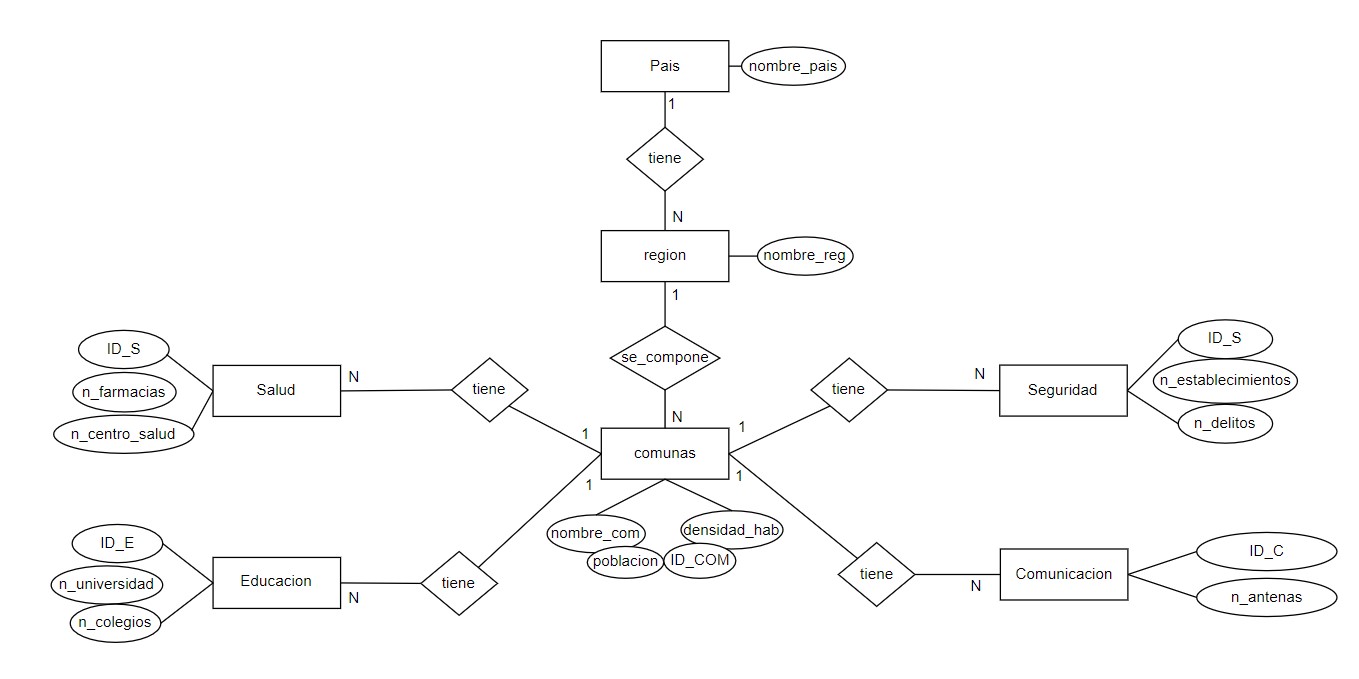 Pais
nombre_pais
1
tiene
N
region
nombre_reg
1
se_compone
N
ID_S
n_farmacias
n_centro_salud
Salud
N
tiene
1
comunas
1
tiene
N
Seguridad
ID_S
n_establecimientos
n_delitos
1
1
nombre_com
poblacion
densidad_hab
ID_COM
ID_E
n_universidad
n_colegios
Educacion
N
tiene
tiene
N
Comunicacion
ID_C
n_antenas